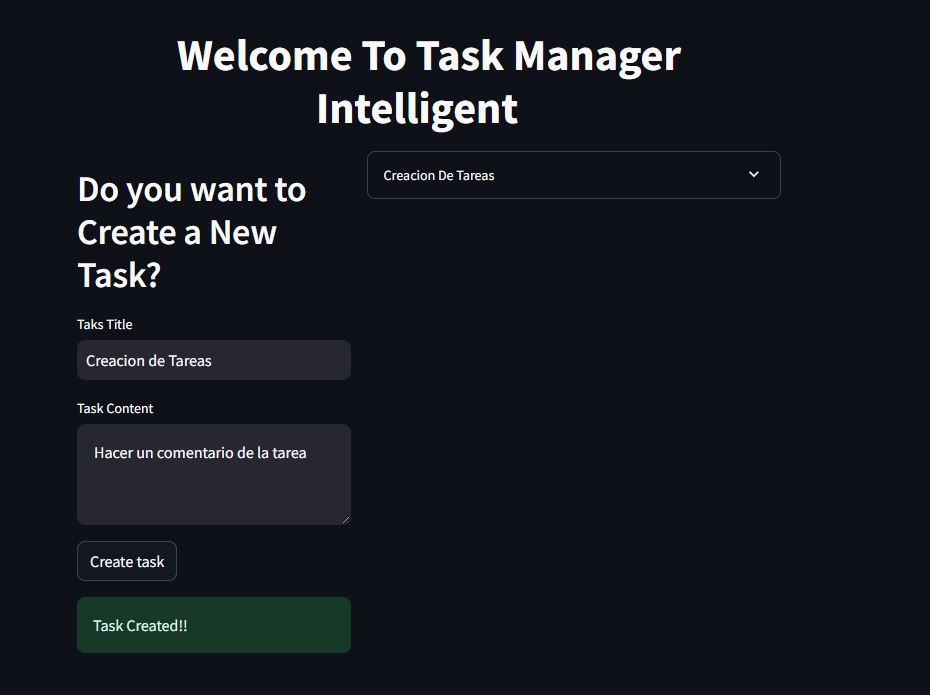 Welcome To Task Manager
Intelligent
Do you want to
Create a New
Task?
Taks Title
Creacion de Tareas
Task Content
Hacer un comentario de la tarea
Create task
Task Created!!
Creacion De Tareas